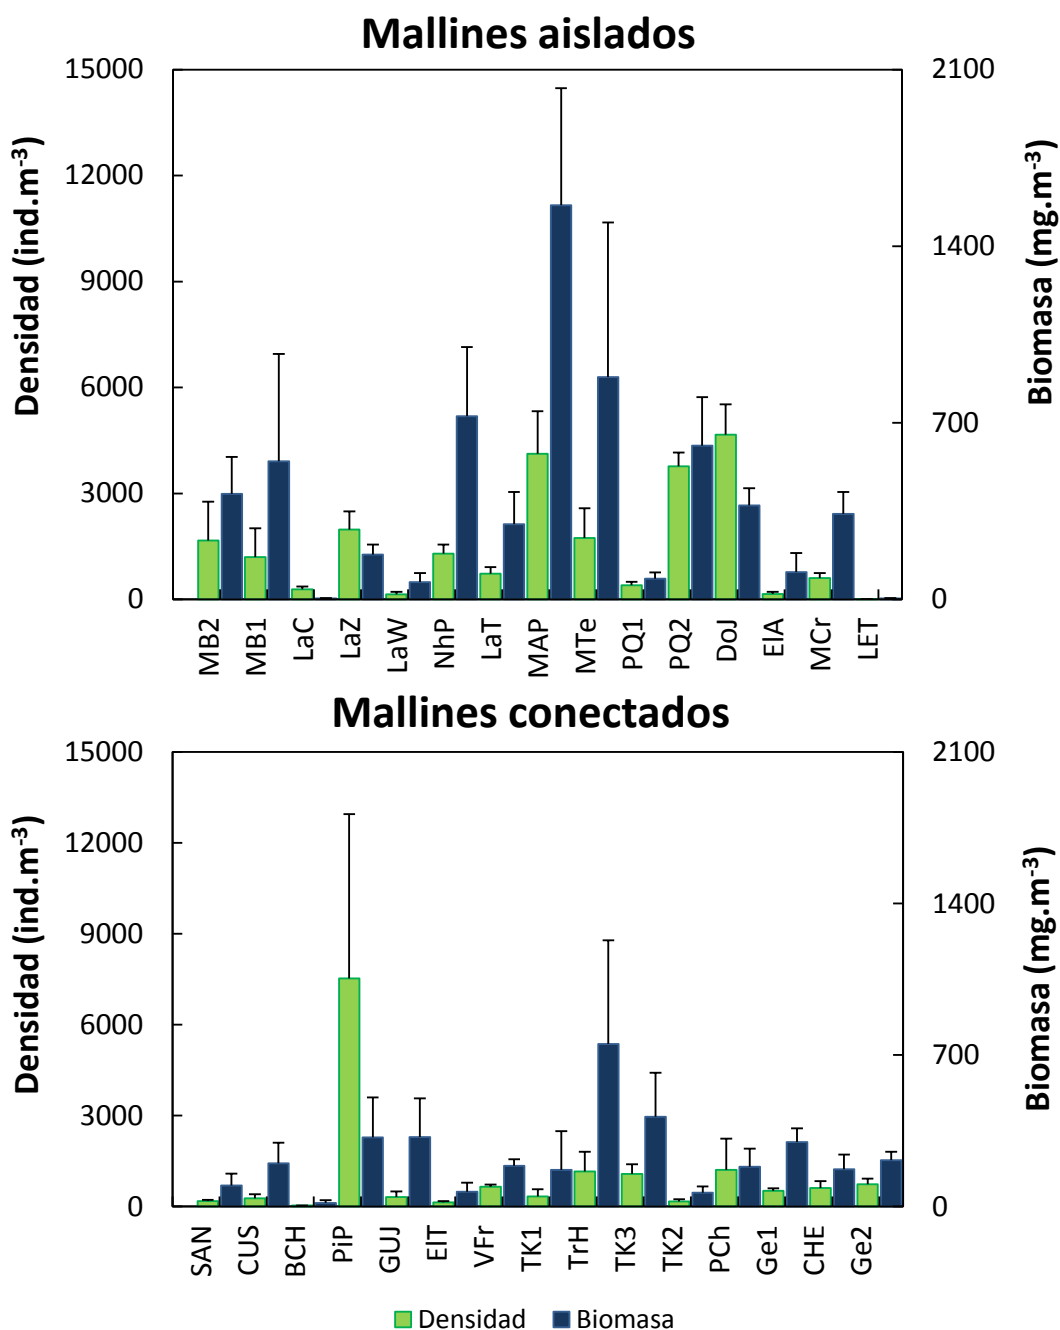 Mallines aislados
15000
12000
9000
6000
3000
0
Densidad (ind.m-3)
2100
1400
700
0
Biomasa (mg.m-3)
MB2 MB1 LaC LaZ LaW NhP LaT MAP MTe PQ1 PQ2 DoJ ElA MCr LET
Mallines conectados
15000
12000
9000
6000
3000
0
Densidad (ind.m-3)
2100
1400
700
0
Biomasa (mg.m-3)
SAN CUS BCH PiP GUJ ElT VFr TK1 TrH TK3 TK2 PCh Ge1 CHE Ge2
Densidad Biomasa